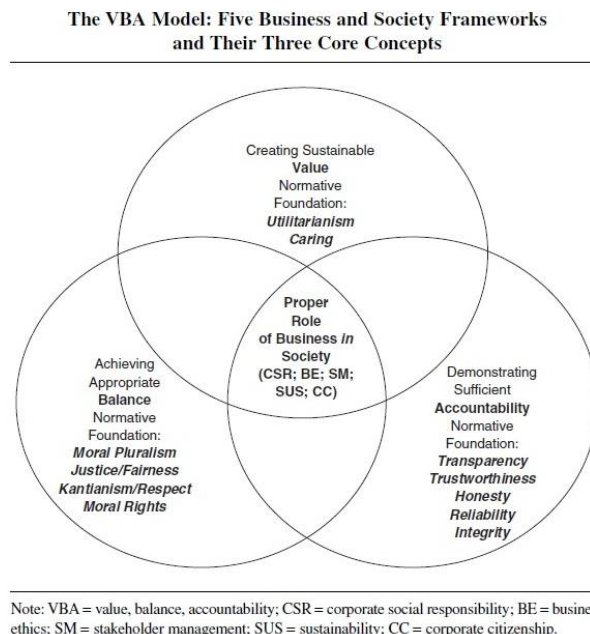 The VBA Model: Five Business and Society Frameworks
and Their Three Core Concepts
Creating Sustainable
Value
Normative
Foundation:
Utilitarianism
Caring
Proper
Role
of Business in
Society
(CSR; BE; SM;
SUS; CC)
Achieving
Appropriate
Balance
Normative
Foundation:
Moral Pluralism
Justice/Fairness
Kantianism/Respect
Moral Rights
Demonstrating
Sufficient
Accountability
Normative
Foundation:
Transparency
Trustworthiness
Honesty
Reliability
Integrity
Note: VBA = value, balance, accountability; CSR = corporate social responsibility; BE =
ethics; SM = stakeholder management; SUS = sustainability; CC = corporate citizenship.